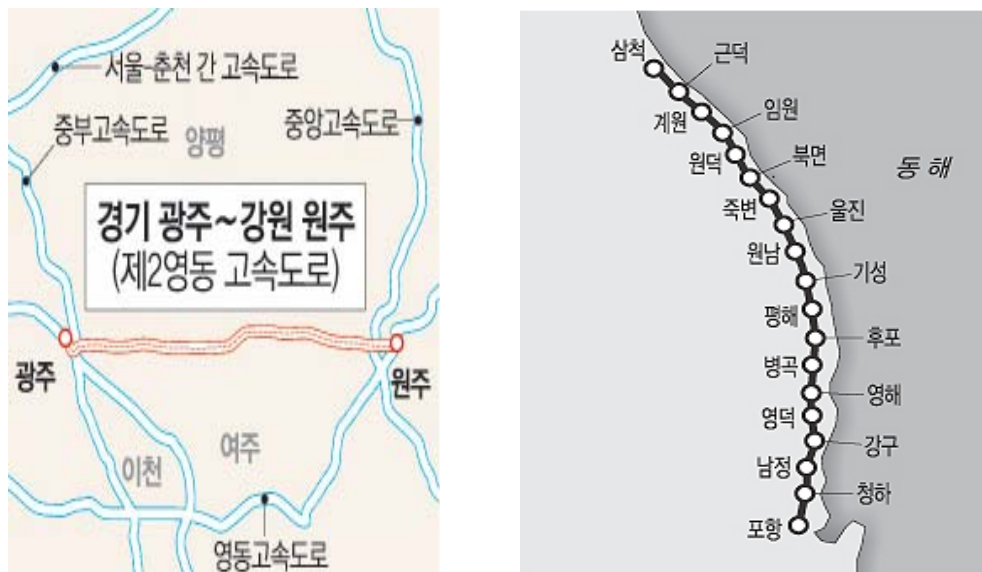 서울-춘천 간 고속도로
중부고속도로
양평
중앙고속도로
경기 광주~강원 원주
(제2영동 고속도로)
광주
원주
여주
이천
영동고속도로
삼척
근덕
계원
임원
원덕
북면
죽변
울진
원남
기성
평해
후포
병곡
영해
영덕
강구
남정
청하
포항
동해